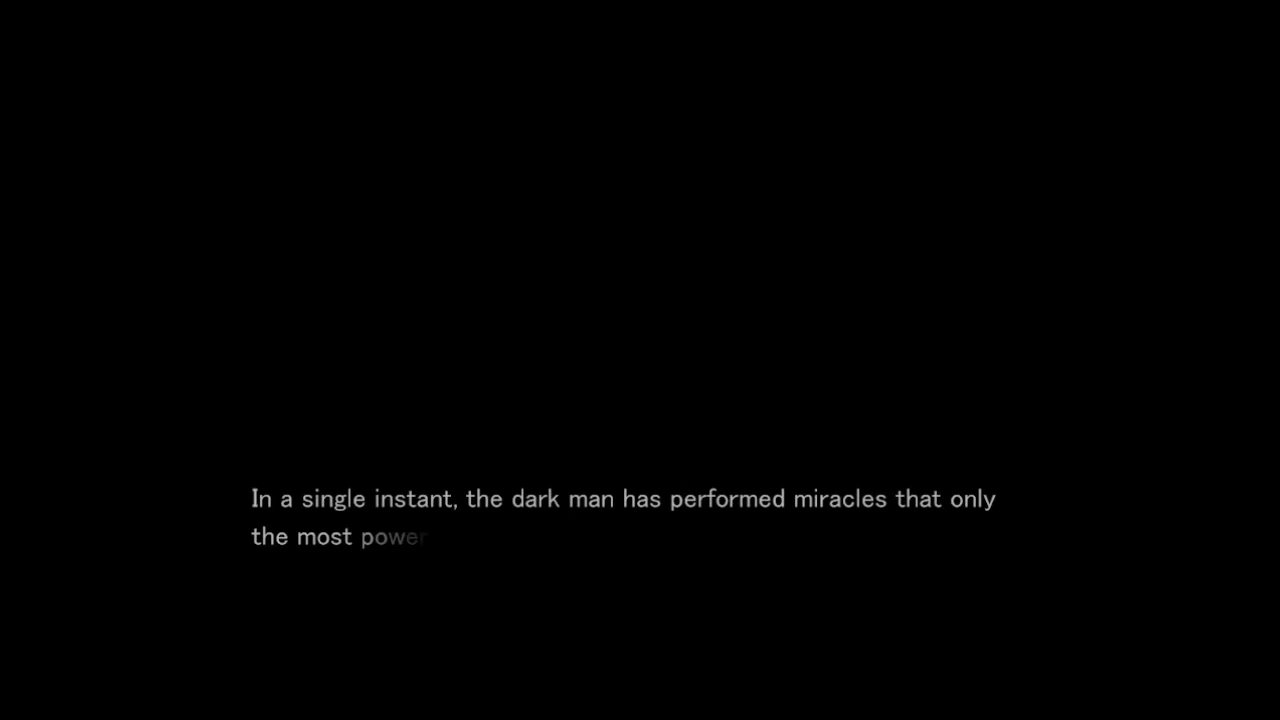 In a single instant, the dark man has performed miracles that only
the most power